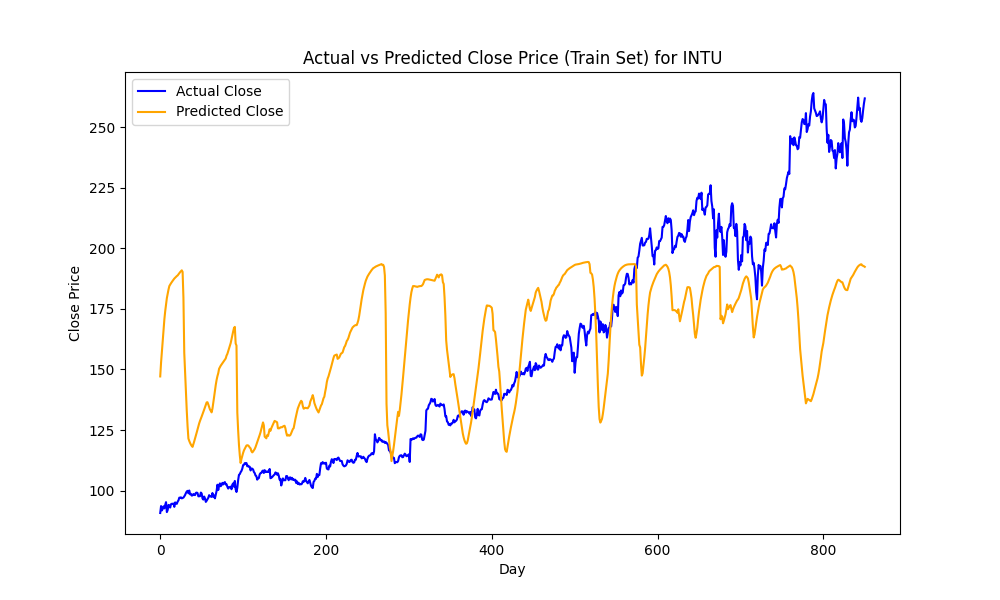 Actual vs Predicted Close Price (Train Set) for INTU
Actual Close
Predicted Close
250
225
200
175
150
125
100
Close Price
0 200 400 600 800
Day